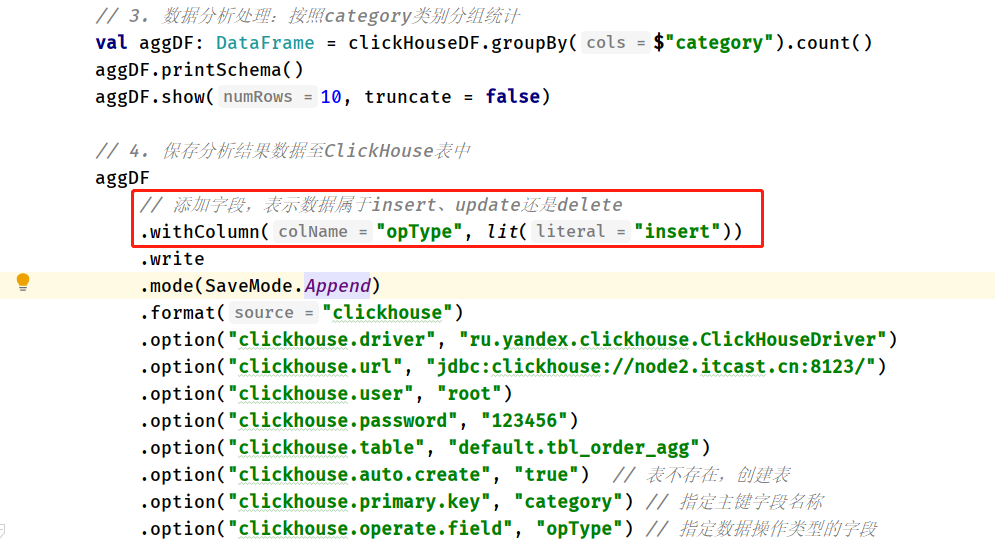 // 3. 数据分析处理：按照category类别分组统计
val aggDF: DataFrame = clickHouseDF.groupBy( cols = $"category").count()
aggDF.printSchema()
aggDF.show( numRows = 10, truncate = false)
// 4. 保存分析结果数据至ClickHouse表中
aggDF
// 添加字段，表示数据属于insert、update还是delete
.withColumn( colName = "opType", lit( literal = "insert"))
.write
.mode(SaveMode.Append)
.format( source = "clickhouse")
.option("clickhouse.driver", "ru.yandex.clickhouse.ClickHouseDriver")
.option("clickhouse.url", "jdbc:clickhouse://node2.itcast.cn:8123/")
.option("clickhouse.user", "root")
.option("clickhouse.password", "123456")
.option("clickhouse.table", "default.tbl_order_agg")
.option("clickhouse.auto.create", "true") // 表不存在，创建表
.option("clickhouse.primary.key", "category") // 指定主键字段名称
.option("clickhouse.operate.field", "opType") // 指定数据操作类型的字段